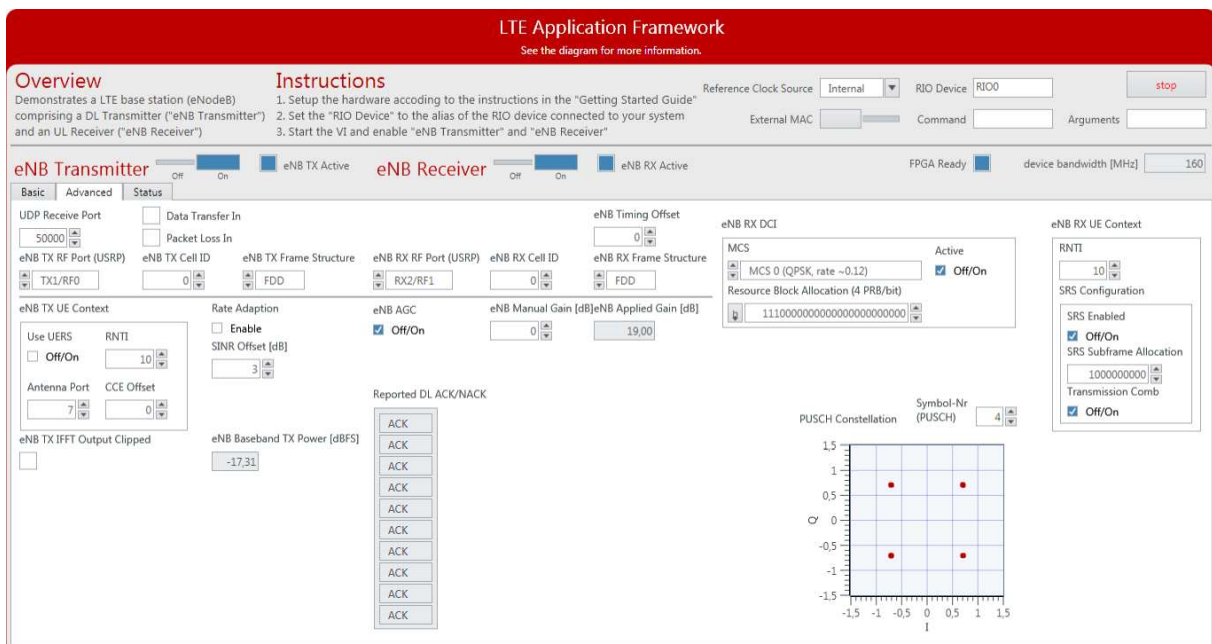 LTE Application Framework
See the diagram for more information.
Overview
Demonstrates a LTE base station (eNodeB)
comprising a DL Transmitter ("eNB Transmitter")
and an UL Receiver ("eNB Receiver")
Instructions
1. Setup the hardware accoding to the instructions in the "Getting Started Guide"
2. Set the "RIO Device" to the alias of the RIO device connected to your system
3. Start the VI and enable "eNB Transmitter" and "eNB Receiver"
Reference Clock Source Internal RIO Device RIO0 stop
External MAC Command Arguments
eNB Transmitter Off On eNB TX Active eNB Receiver Off On eNB RX Active FPGA Ready device bandwidth [MHz] 160
Basic Advanced Status
UDP Receive Port
50000
Data Transfer In
Packet Loss In
eNB Timing Offset
0
eNB TX RF Port (USRP) eNB TX Cell ID eNB TX Frame Structure eNB RX RF Port (USRP) eNB RX Cell ID eNB RX Frame Structure
TX1/RF0 0 FDD RX2/RF1 0 FDD
eNB TX UE Context
Use UERS RNTI
Off/On 10
Antenna Port CCE Offset
7 0
Rate Adaption
Enable
SINR Offset [dB]
3
eNB AGC eNB Manual Gain [dB] eNB Applied Gain [dB]
Off/On 0 19,00
eNB TX IFFT Output Clipped
eNB Baseband TX Power [dBFS]
-17,31
Reported DL ACK/NACK
ACK
ACK
ACK
ACK
ACK
ACK
ACK
ACK
ACK
ACK
eNB RX DCI
MCS Active
MCS 0 (QPSK, rate ~0.12) Off/On
Resource Block Allocation (4 PRB/bit)
b
eNB RX UE Context
RNTI
10
SRS Configuration
SRS Enabled
Off/On
SRS Subframe Allocation
1000000000
Transmission Comb
Off/On
PUSCH Constellation
Symbol-Nr
(PUSCH) 4
1,5
1
0,5
0
-0,5
-1
-1,5
Q
-1,5 -1 -0,5 0 0,5 1 1,5
I